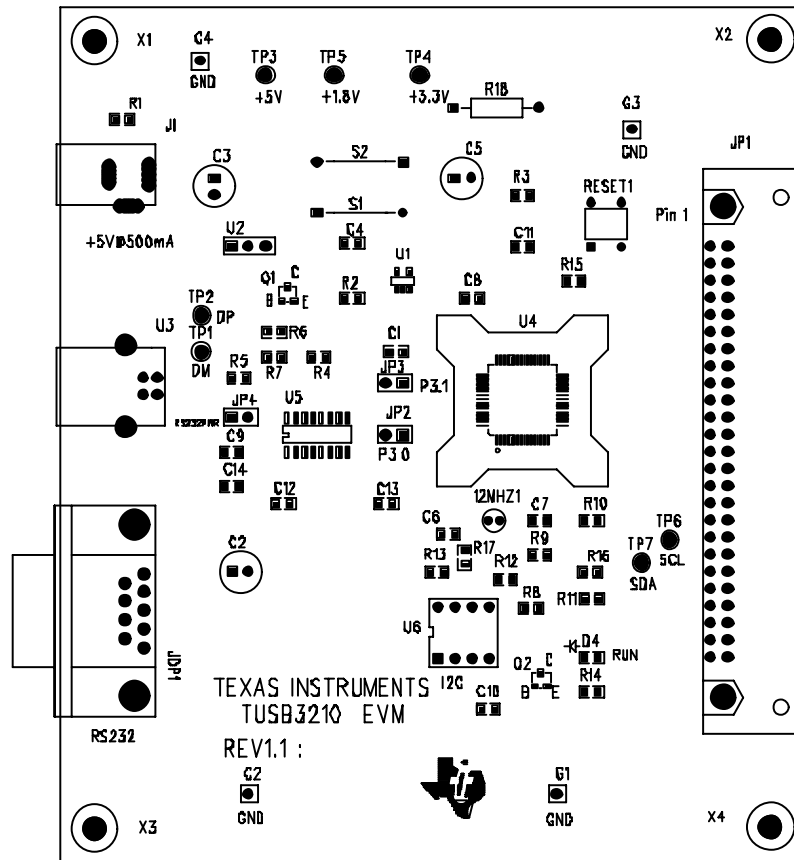 X1
G4
GND
TP3
+5V
TP5
+1.8V
TP4
+3.3V
X2
R1
J1
R18
G3
GND
JP1
C3
S2
C5
R3
RESET1
Pin 1
+5V@500mA
U2
S1
C4
C11
U1
R15
Q1
C
E
R2
C8
TP2
DP
U3
TP1
DM
R6
U4
C1
R5
R7
R4
JP3
P3.1
JP4
U5
JP2
P3.0
C9
C14
C12
C13
12MHZ1
C7
R10
C6
R9
TP6
SCL
TP7
SDA
R17
R13
R12
R16
C2
R8
R11
U6
D4
RUN
Q2
C
B
E
R14
I2C
C10
JDP1
RS232
TEXAS INSTRUMENTS
TUSB3210 EVM
REV1.1 :
G2
GND
G1
GND
X3
X4